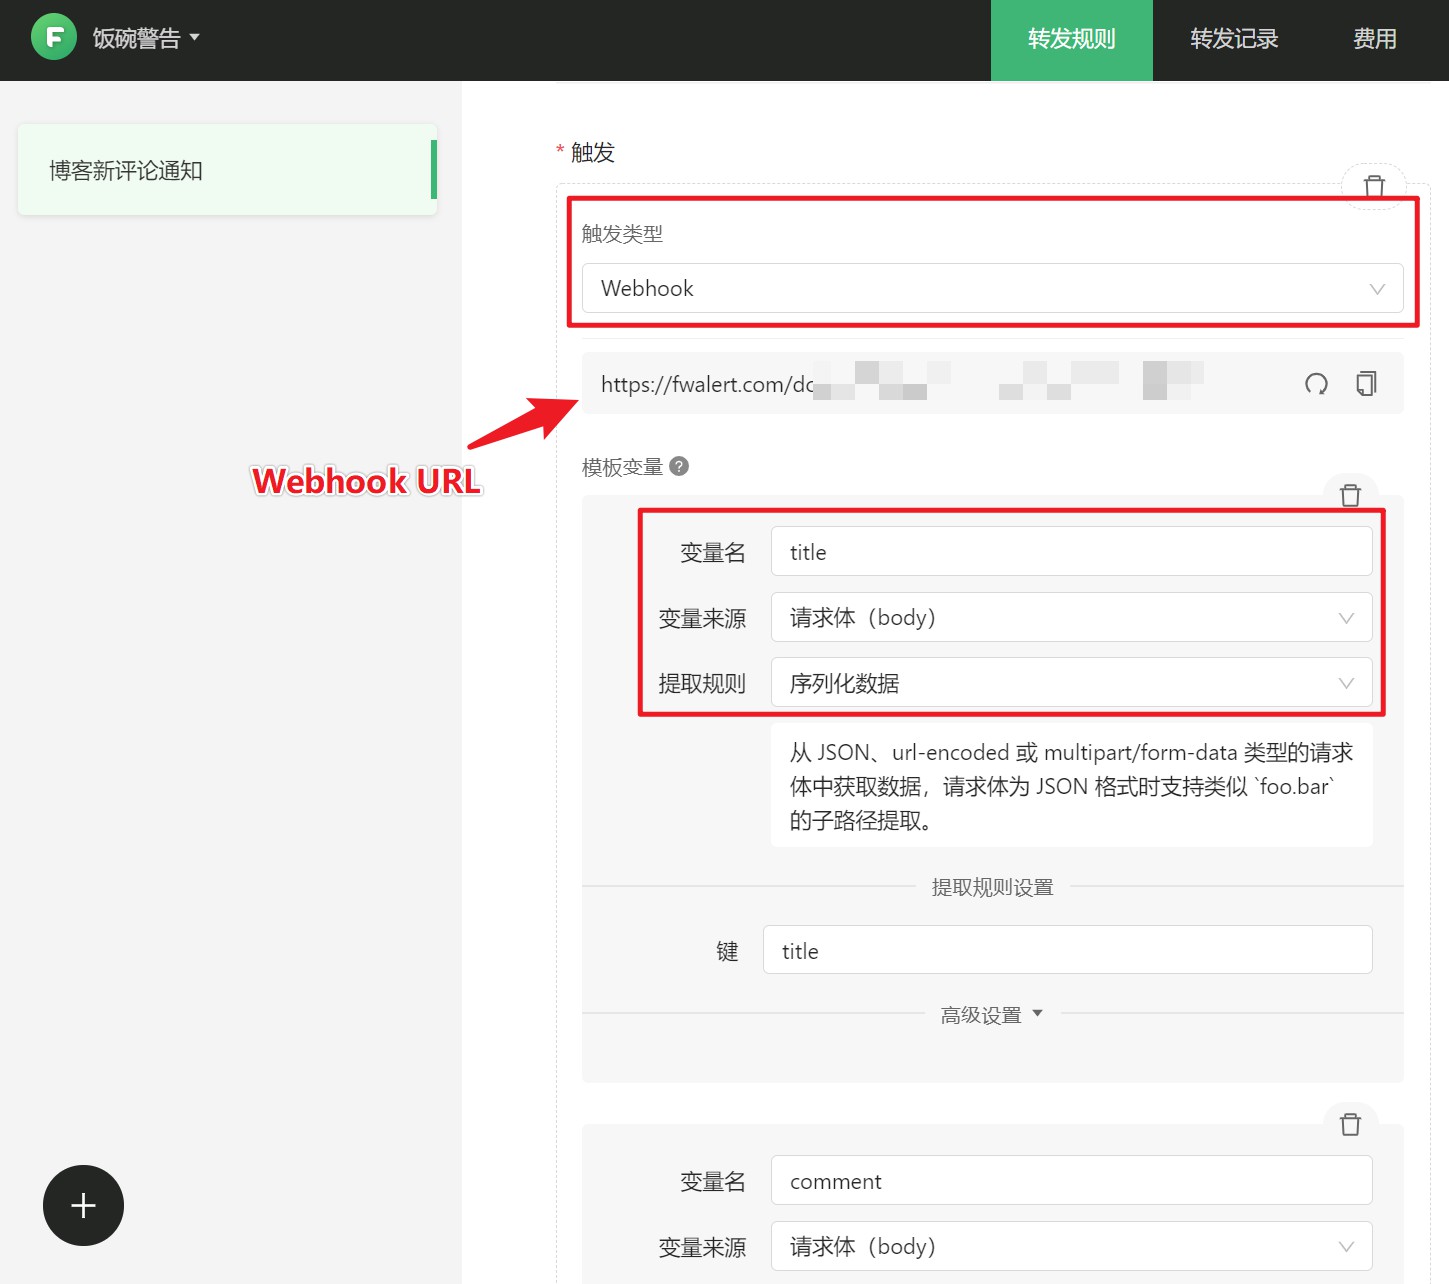 F 饭碗警告
转发规则
转发记录
费用
博客新评论通知
* 触发
触发类型
Webhook
https://fwalert.com/dc
Webhook URL
模板变量 ?
变量名 title
变量来源 请求体（body）
提取规则 序列化数据
从 JSON、url-encoded 或 multipart/form-data 类型的请求
体中获取数据，请求体为 JSON 格式时支持类似 `foo.bar`
的子路径提取。
提取规则设置
键 title
高级设置
变量名 comment
变量来源 请求体（body）